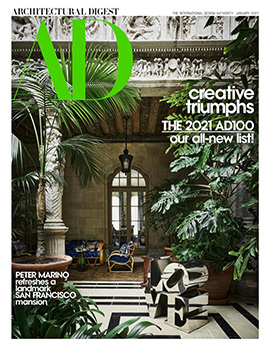 ARCHITECTURAL DIGEST
THE INTERNATIONAL DESIGN AUTHORITY JANUARY 2021
AD
creative
triumphs
THE 2021 AD100
our all-new list!
PETER MARINO
refreshes a
landmark
SAN FRANCISCO
mansion
LOVE